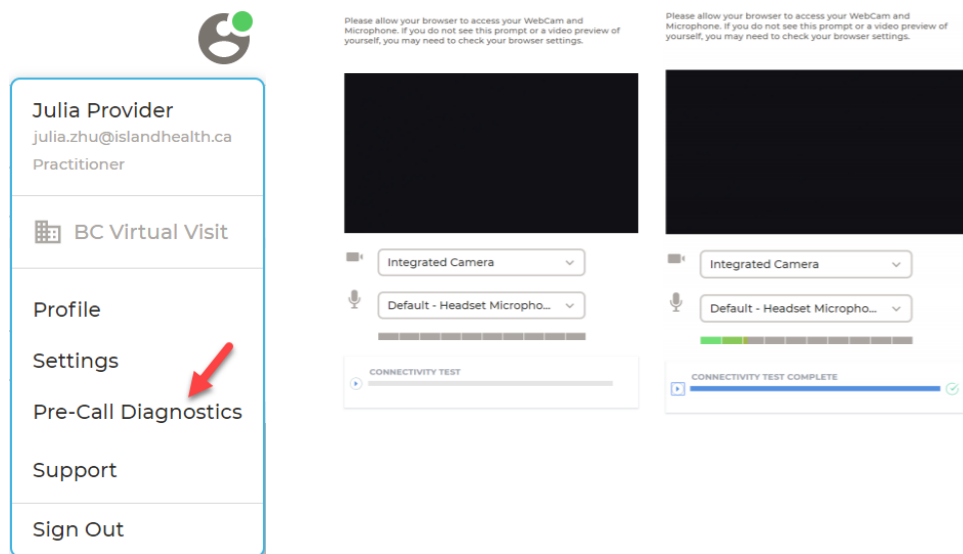 Julia Provider
julia.zhu@islandhealth.ca
Practitioner
BC Virtual Visit
Profile
Settings
Pre-Call Diagnostics
Support
Sign Out
Please allow your browser to access your WebCam and
Microphone. If you do not see this prompt or a video preview of
yourself, you may need to check your browser settings.
Integrated Camera
Default - Headset Micropho...
CONNECTIVITY TEST
Please allow your browser to access your WebCam and
Microphone. If you do not see this prompt or a video preview of
yourself, you may need to check your browser settings.
Integrated Camera
Default - Headset Micropho...
CONNECTIVITY TEST COMPLETE